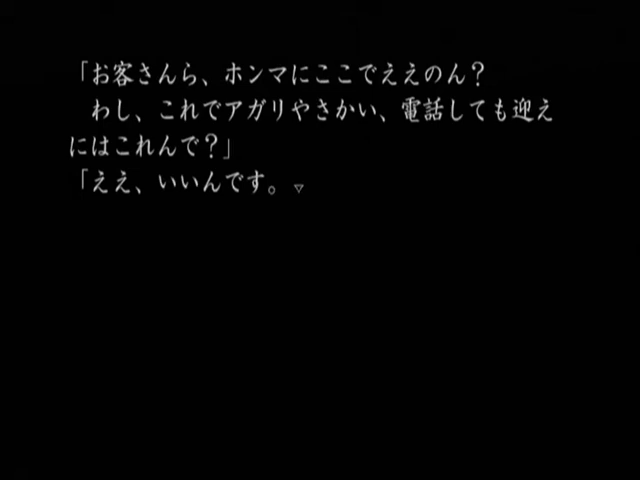 「お客さんら、ホンマにここでええのん？
　わし、これでアガリやさかい、電話しても迎え
にはこれんで？」
「ええ、いいんです。▽